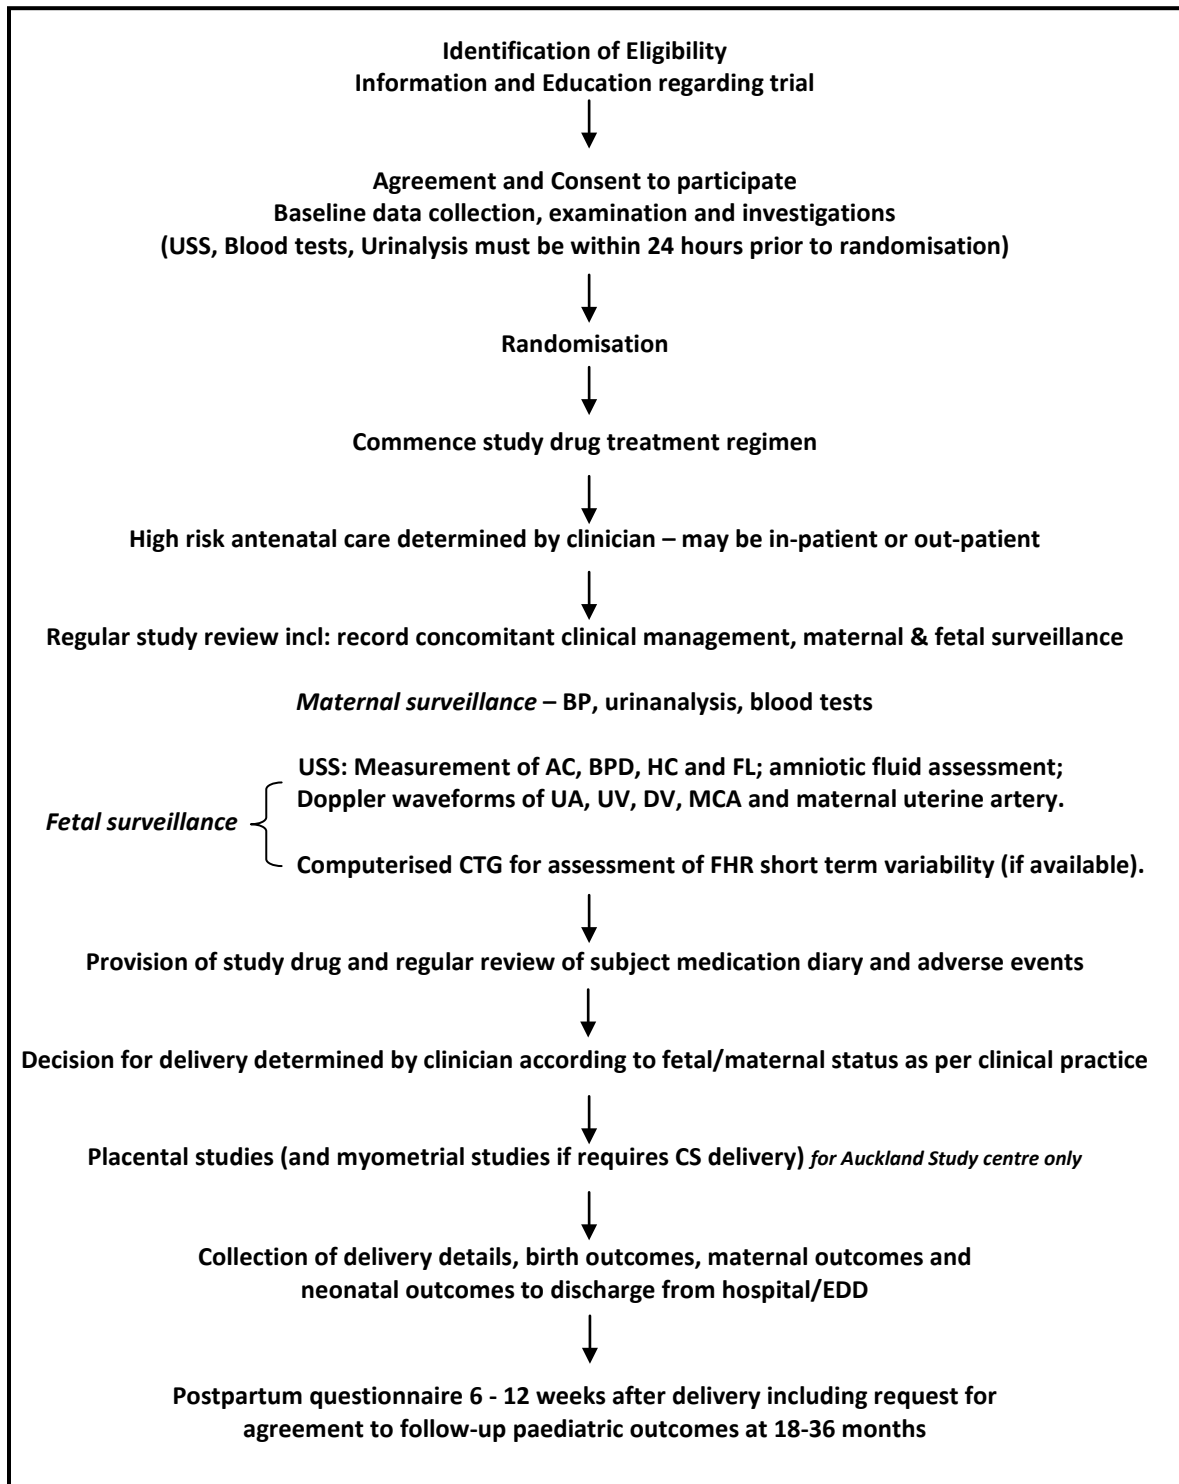 Identification of Eligibility
Information and Education regarding trial
Agreement and Consent to participate
Baseline data collection, examination and investigations
(USS, Blood tests, Urinalysis must be within 24 hours prior to randomisation)
Randomisation
Commence study drug treatment regimen
High risk antenatal care determined by clinician – may be in-patient or out-patient
Regular study review incl: record concomitant clinical management, maternal & fetal surveillance
Maternal surveillance – BP, urinanalysis, blood tests
USS: Measurement of AC, BPD, HC and FL; amniotic fluid assessment;
Doppler waveforms of UA, UV, DV, MCA and maternal uterine artery.
Fetal surveillance
Computerised CTG for assessment of FHR short term variability (if available).
Provision of study drug and regular review of subject medication diary and adverse events
Decision for delivery determined by clinician according to fetal/maternal status as per clinical practice
Placental studies (and myometrial studies if requires CS delivery) for Auckland Study centre only
Collection of delivery details, birth outcomes, maternal outcomes and
neonatal outcomes to discharge from hospital/EDD
Postpartum questionnaire 6 - 12 weeks after delivery including request for
agreement to follow-up paediatric outcomes at 18-36 months